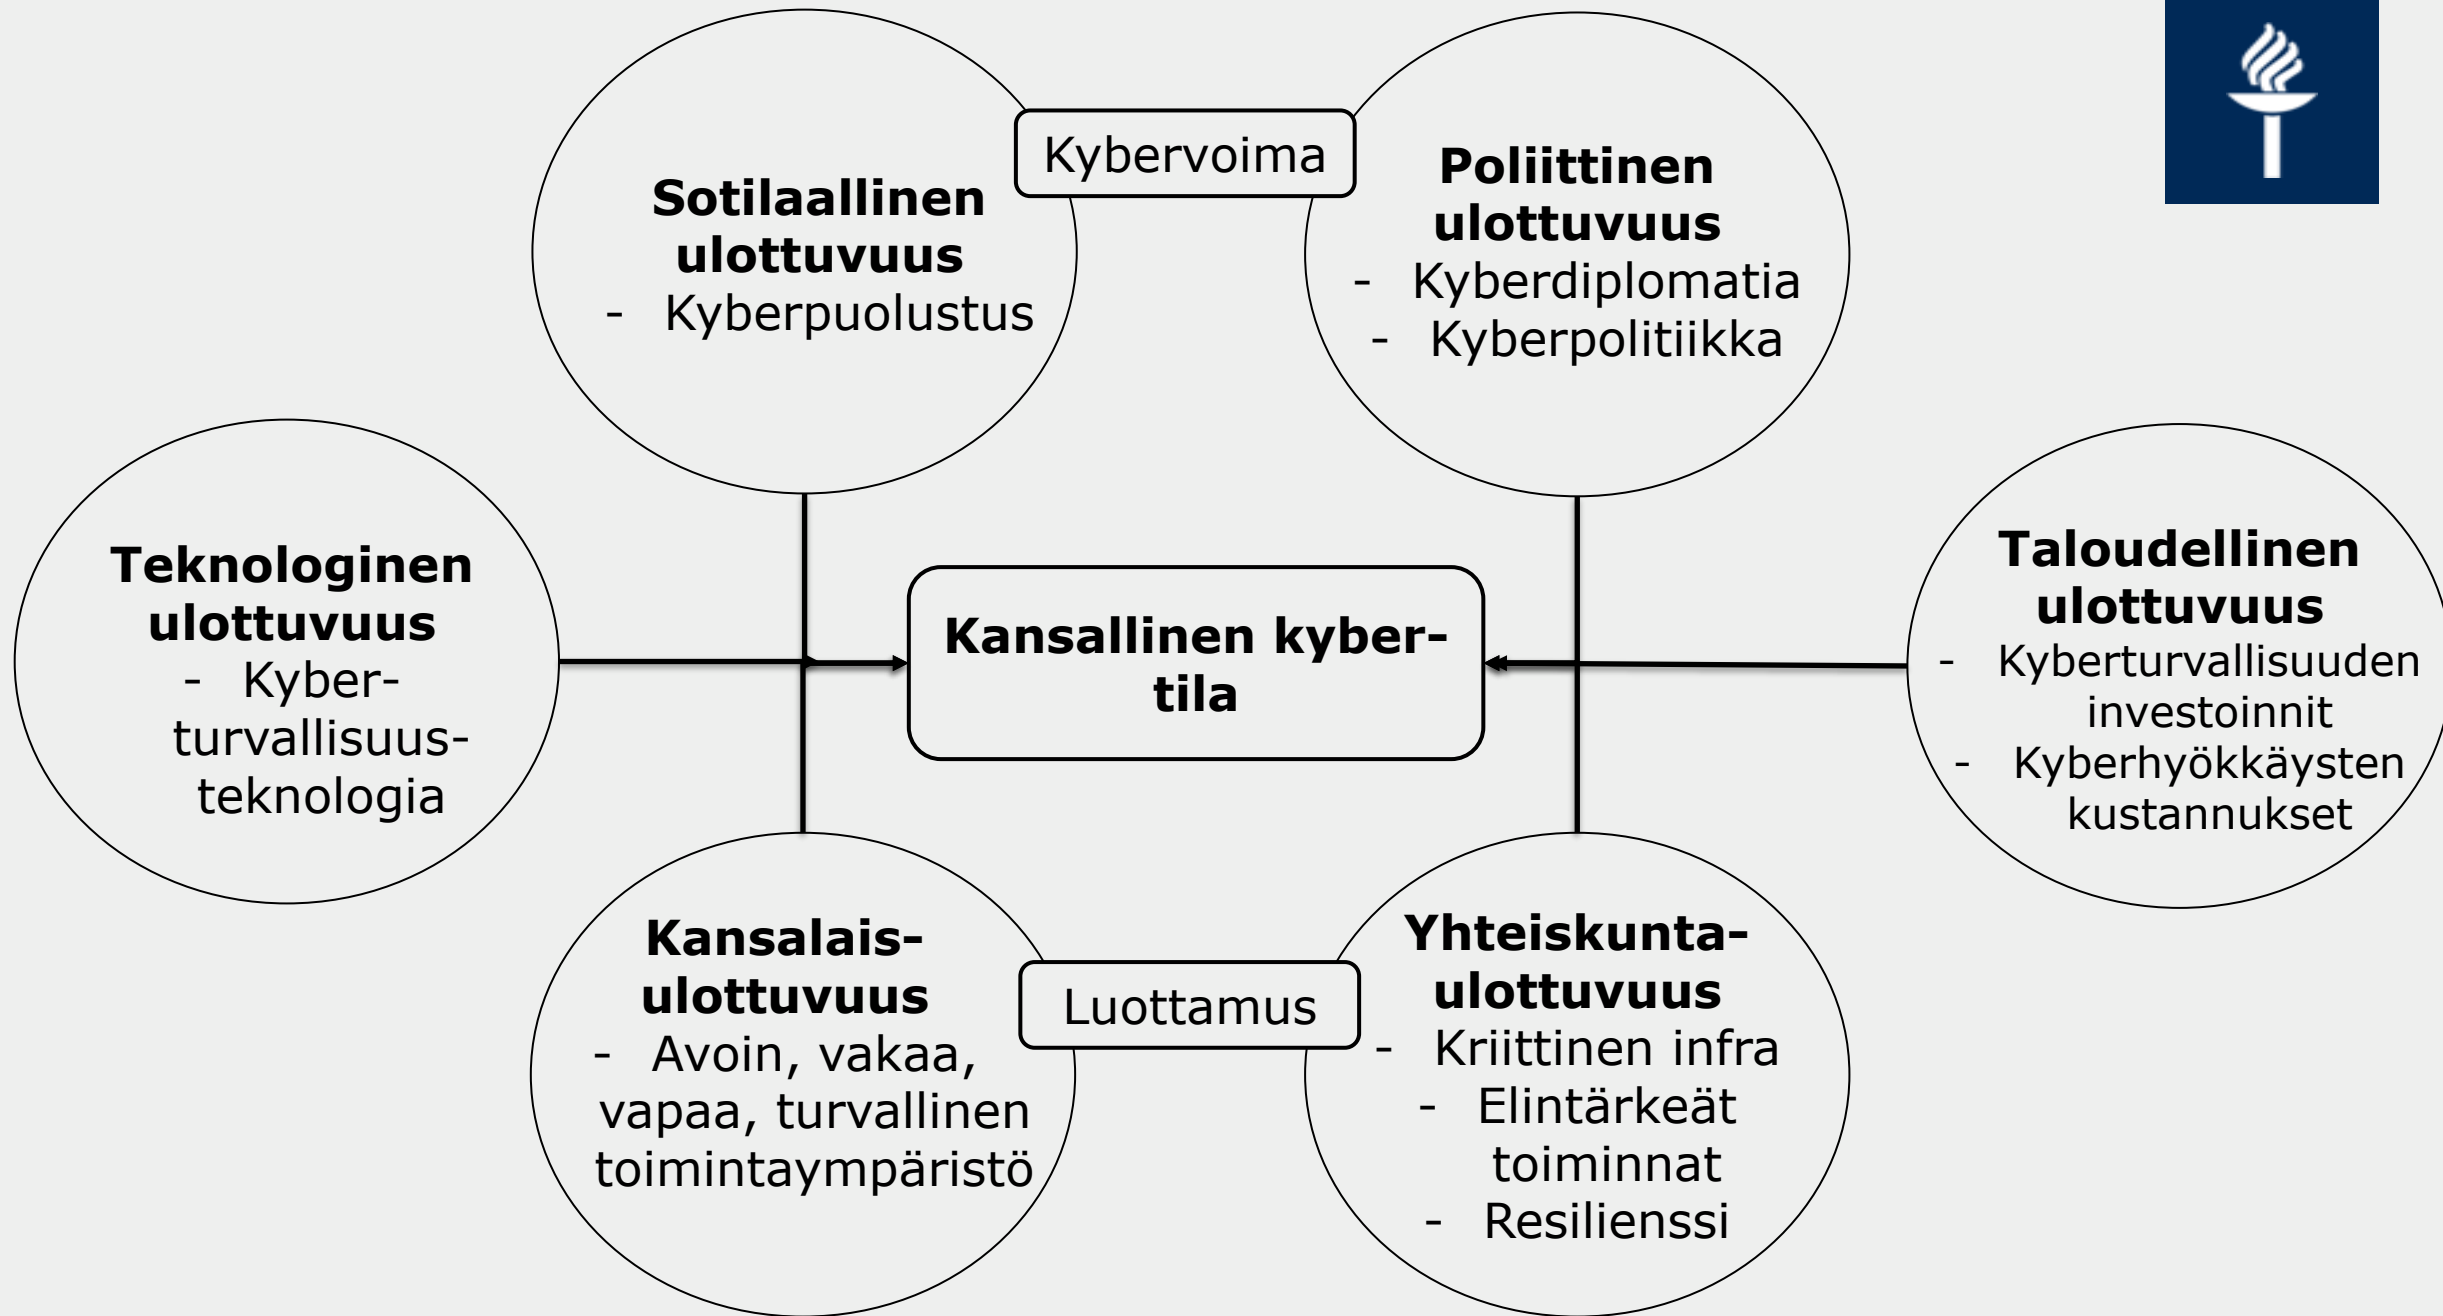 Kybervoima
Sotilaallinen
ulottuvuus
- Kyberpuolustus
Poliittinen
ulottuvuus
- Kyberdiplomatia
- Kyberpolitiikka
Teknologinen
ulottuvuus
- Kyber-
turvallisuus-
teknologia
Kansallinen kyber-
tila
Taloudellinen
ulottuvuus
- Kyberturvallisuuden
investoinnit
- Kyberhyökkäysten
kustannukset
Kansalais-
ulottuvuus
- Avoin, vakaa,
vapaa, turvallinen
toimintaympäristö
Luottamus
Yhteiskunta-
ulottuvuus
- Kriittinen infra
- Elintärkeät
toiminnat
- Resilienssi